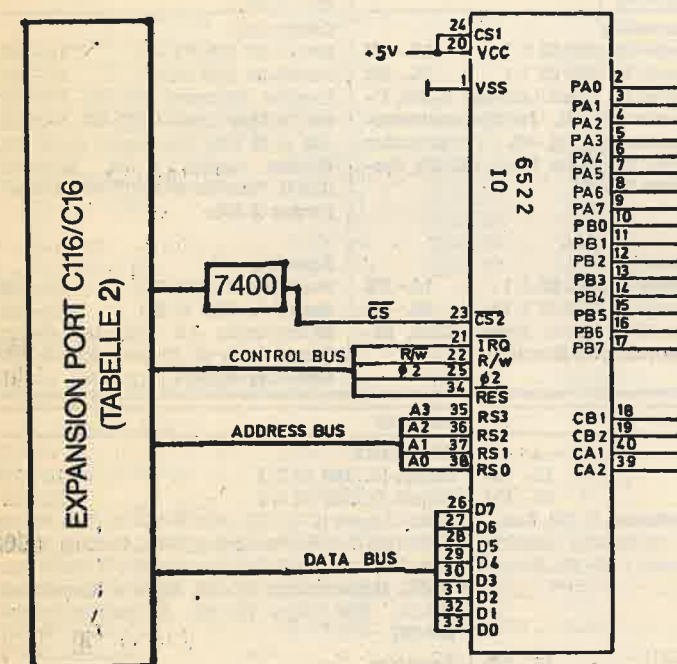 EXPANSION PORT C116/C16
(TABELLE 2)
7400
CS
CONTROL BUS
R/W
φ2
ADDRESS BUS
A3
A2
A1
A0
DATA BUS
+5V
24 CS1
20 VCC
1 VSS
6522
IO
23 CS2
21 IRQ
22 R/W
25 φ2
34 RES
35 RS3
36 RS2
37 RS1
38 RS0
26 D7
27 D6
28 D5
29 D4
30 D3
31 D2
32 D1
33 D0
PA0 2
PA1 3
PA2 4
PA3 5
PA4 6
PA5 7
PA6 8
PA7 9
PB0 10
PB1 11
PB2 12
PB3 13
PB4 14
PB5 15
PB6 16
PB7 17
CB1 18
CB2 19
CA1 40
CA2 39